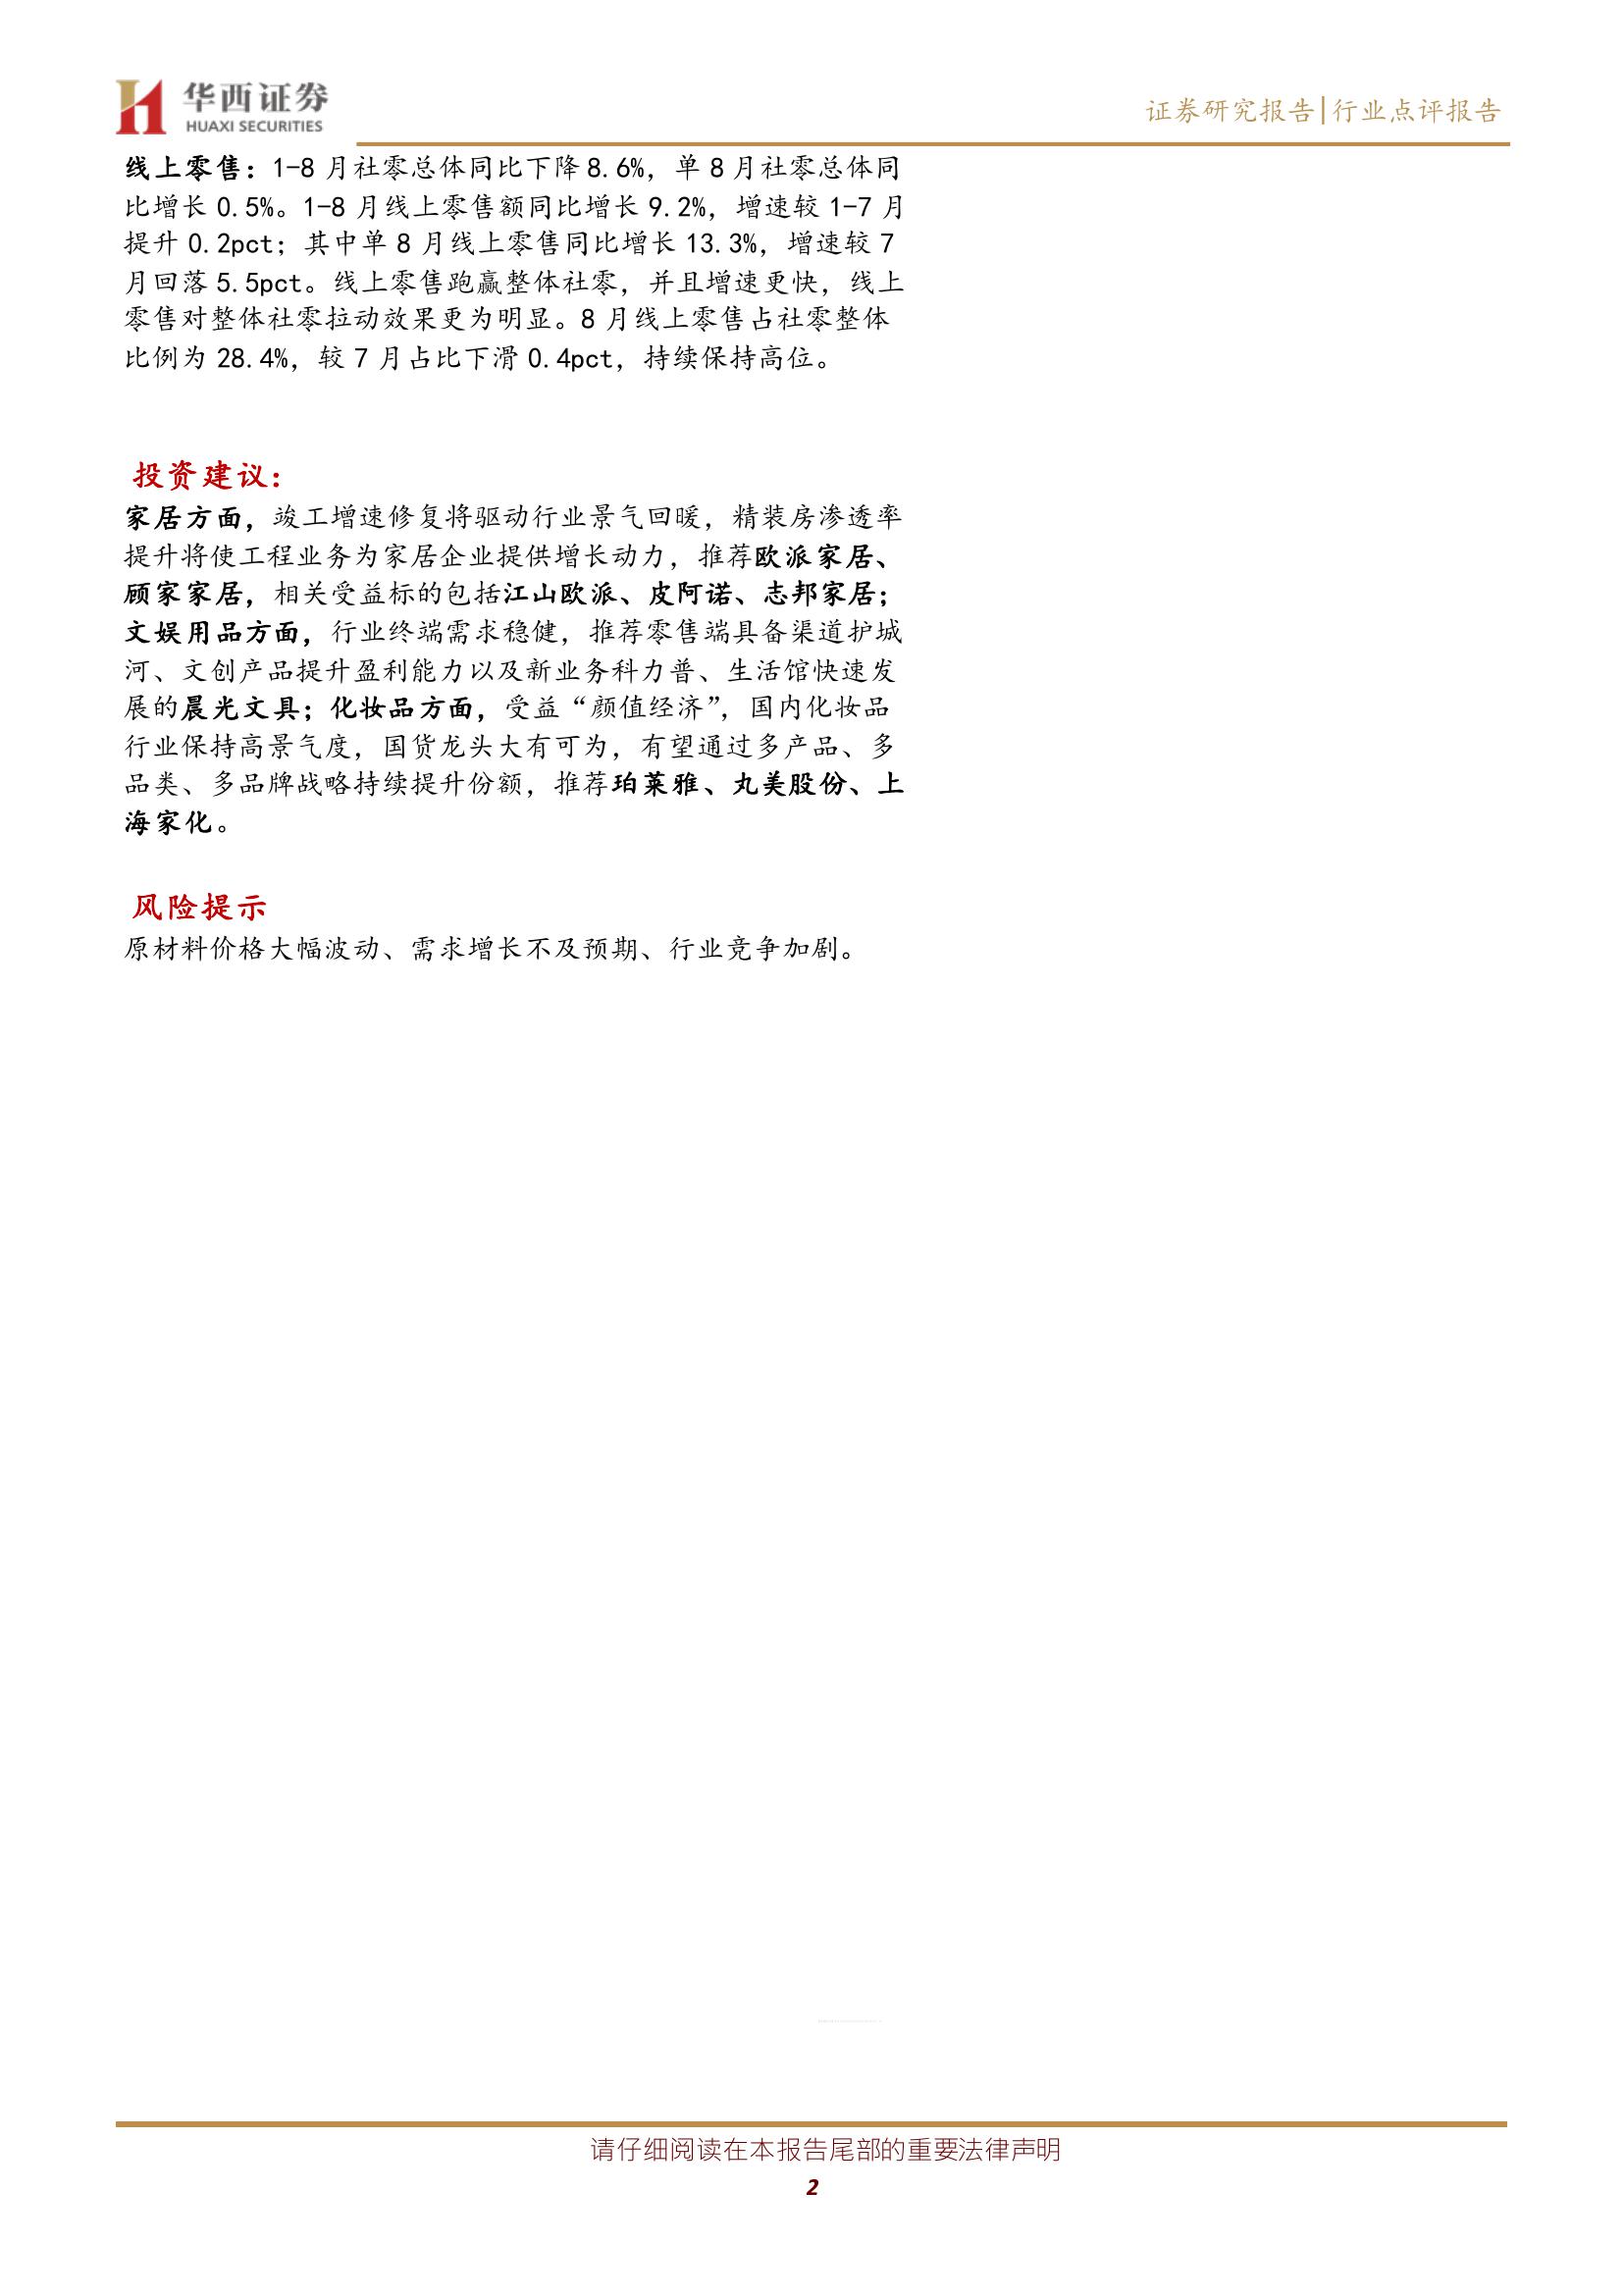 华西证券
HUAXI SECURITIES
证券研究报告|行业点评报告
线上零售：1-8 月社零总体同比下降 8.6%，单 8 月社零总体同
比增长 0.5%。1-8 月线上零售额同比增长 9.2%，增速较 1-7 月
提升 0.2pct；其中单 8 月线上零售同比增长 13.3%，增速较 7
月回落 5.5pct。线上零售跑赢整体社零，并且增速更快，线上
零售对整体社零拉动效果更为明显。8 月线上零售占社零整体
比例为 28.4%，较 7 月占比下滑 0.4pct，持续保持高位。
投资建议：
家居方面，竣工增速修复将驱动行业景气回暖，精装房渗透率
提升将使工程业务为家居企业提供增长动力，推荐欧派家居、
顾家家居，相关受益标的包括江山欧派、皮阿诺、志邦家居；
文娱用品方面，行业终端需求稳健，推荐零售端具备渠道护城
河、文创产品提升盈利能力以及新业务科力普、生活馆快速发
展的晨光文具；化妆品方面，受益“颜值经济”，国内化妆品
行业保持高景气度，国货龙头大有可为，有望通过多产品、多
品类、多品牌战略持续提升份额，推荐珀莱雅、丸美股份、上
海家化。
风险提示
原材料价格大幅波动、需求增长不及预期、行业竞争加剧。
请仔细阅读在本报告尾部的重要法律声明
2